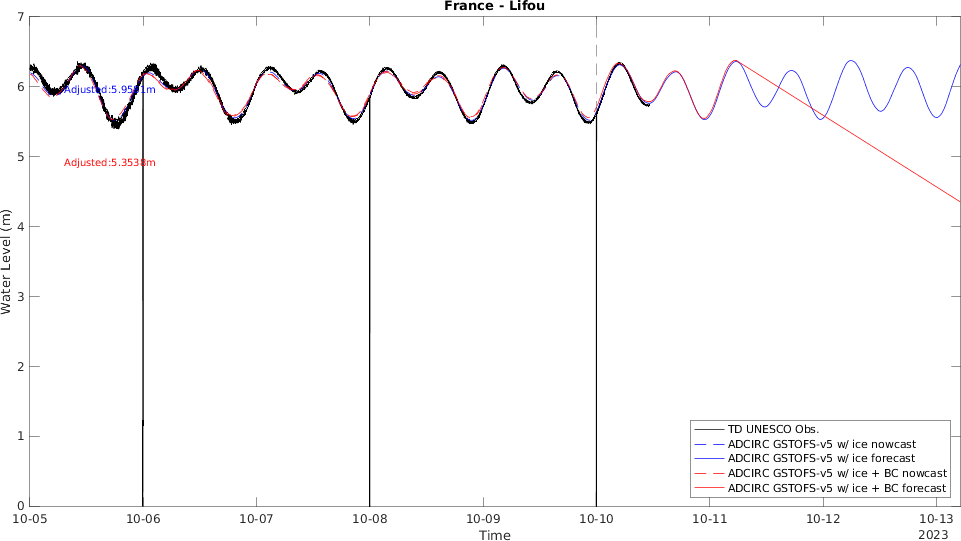 France - Lifou
7
6
5
4
3
2
1
0
Water Level (m)
Adjusted:5.9591m
Adjusted:5.3538m
TD UNESCO Obs.
ADCIRC GSTOFS-v5 w/ ice nowcast
ADCIRC GSTOFS-v5 w/ ice forecast
ADCIRC GSTOFS-v5 w/ ice + BC nowcast
ADCIRC GSTOFS-v5 w/ ice + BC forecast
10-05 10-06 10-07 10-08 10-09 10-10 10-11 10-12 10-13
Time
2023